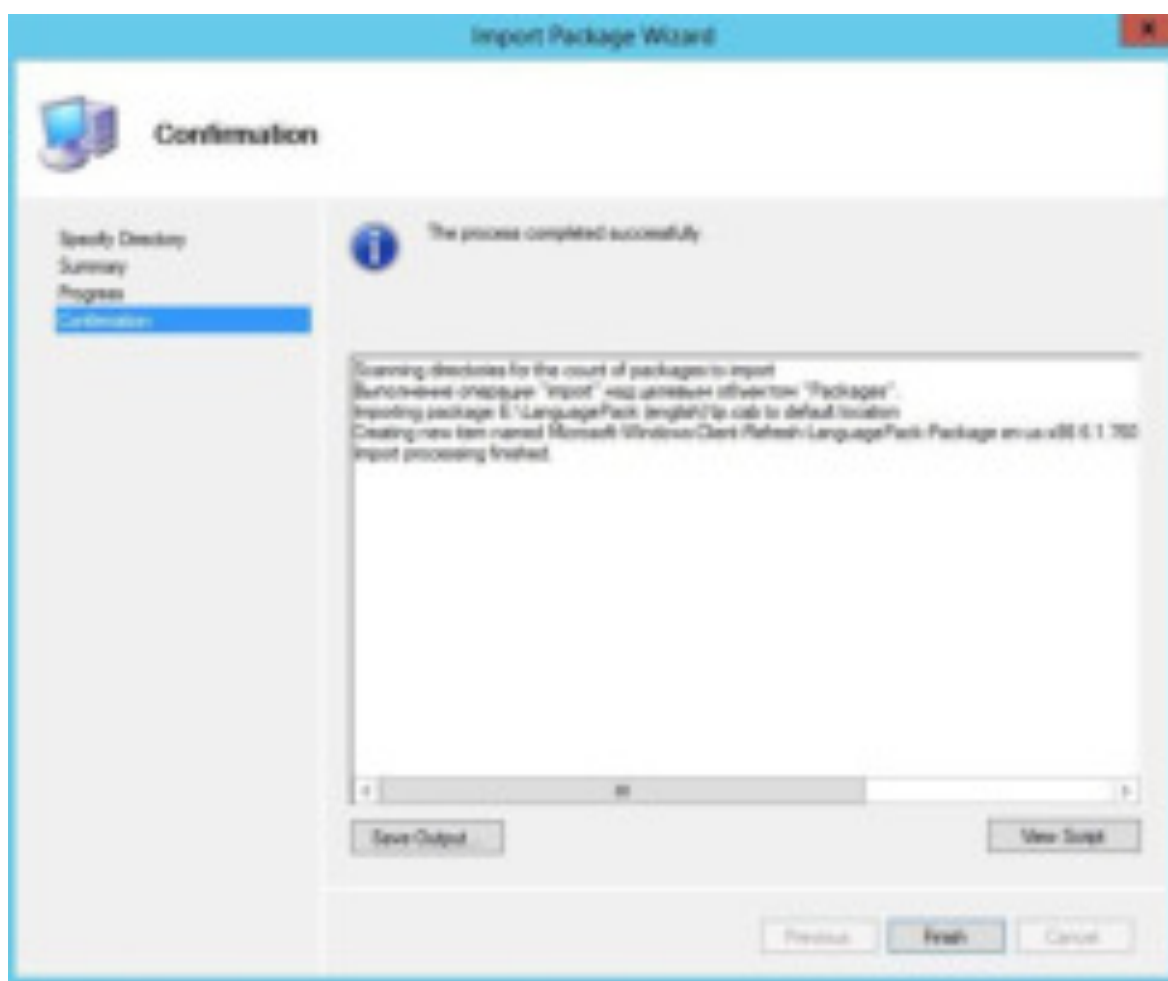 Import Package Wizard
Confirmation
Specify Directory
Summary
Progress
Confirmation
The process completed successfully.
Scanning directories for the count of packages to import
Выполнение операции "import" над целевым объектом "Packages".
Importing package E:\LanguagePack (english)\lp.cab to default location
Creating new item named Microsoft-Windows-Client-Refresh-LanguagePack-Package en-us x86 6.1.760
Import processing finished.
Save Output...
View Script
Previous
Finish
Cancel